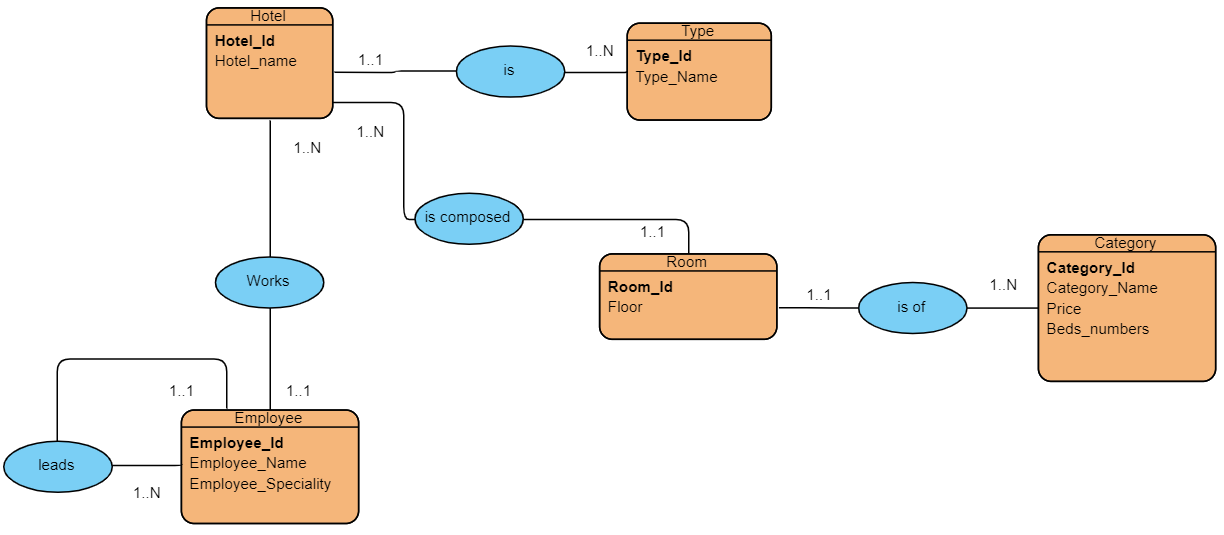 Hotel
Hotel_Id
Hotel_name
1..1
is
1..N
Type
Type_Id
Type_Name
1..N
1..N
is composed
1..1
Room
Room_Id
Floor
1..1
is of
1..N
Category
Category_Id
Category_Name
Price
Beds_numbers
Works
1..1
1..1
Employee
Employee_Id
Employee_Name
Employee_Speciality
leads
1..N